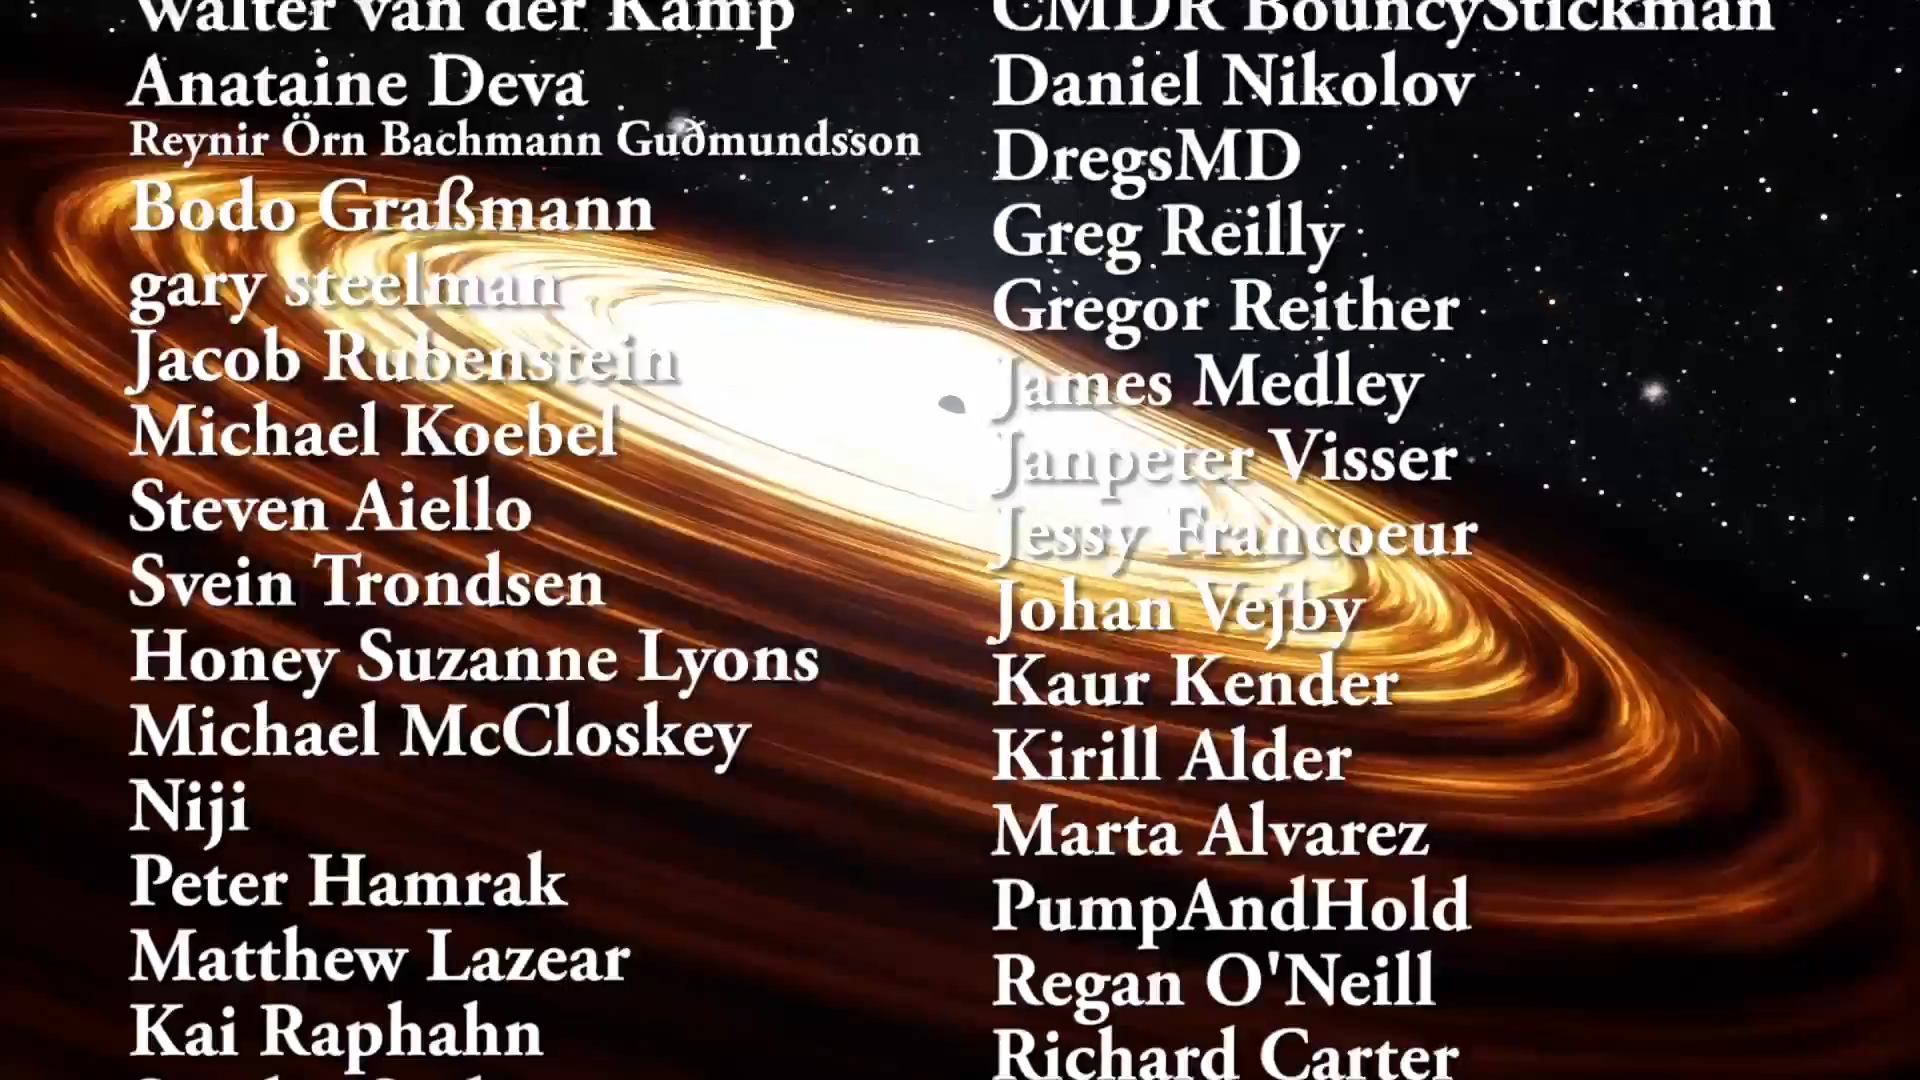 Walter van der Kamp
Anataine Deva
Reynir Örn Bachmann Guðmundsson
Bodo Graßmann
gary steelman
Jacob Rubenstein
Michael Koebel
Steven Aiello
Svein Trondsen
Honey Suzanne Lyons
Michael McCloskey
Niji
Peter Hamrak
Matthew Lazear
Kai Raphahn
CMDR BouncyStickman
Daniel Nikolov
DregsMD
Greg Reilly
Gregor Reither
James Medley
Janpeter Visser
Jessy Francoeur
Johan Vejby
Kaur Kender
Kirill Alder
Marta Alvarez
PumpAndHold
Regan O'Neill
Richard Carter